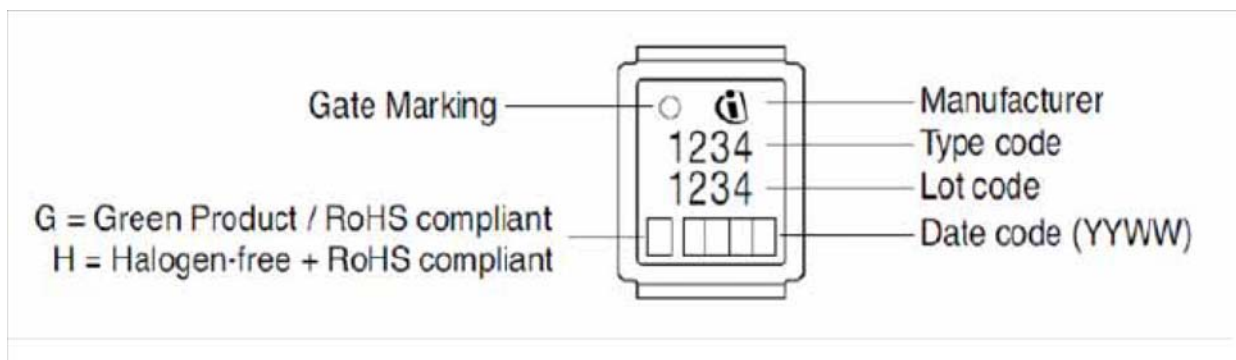 Gate Marking
Manufacturer
1234
Type code
1234
Lot code
G = Green Product / RoHS compliant
H = Halogen-free + RoHS compliant
Date code (YYWW)